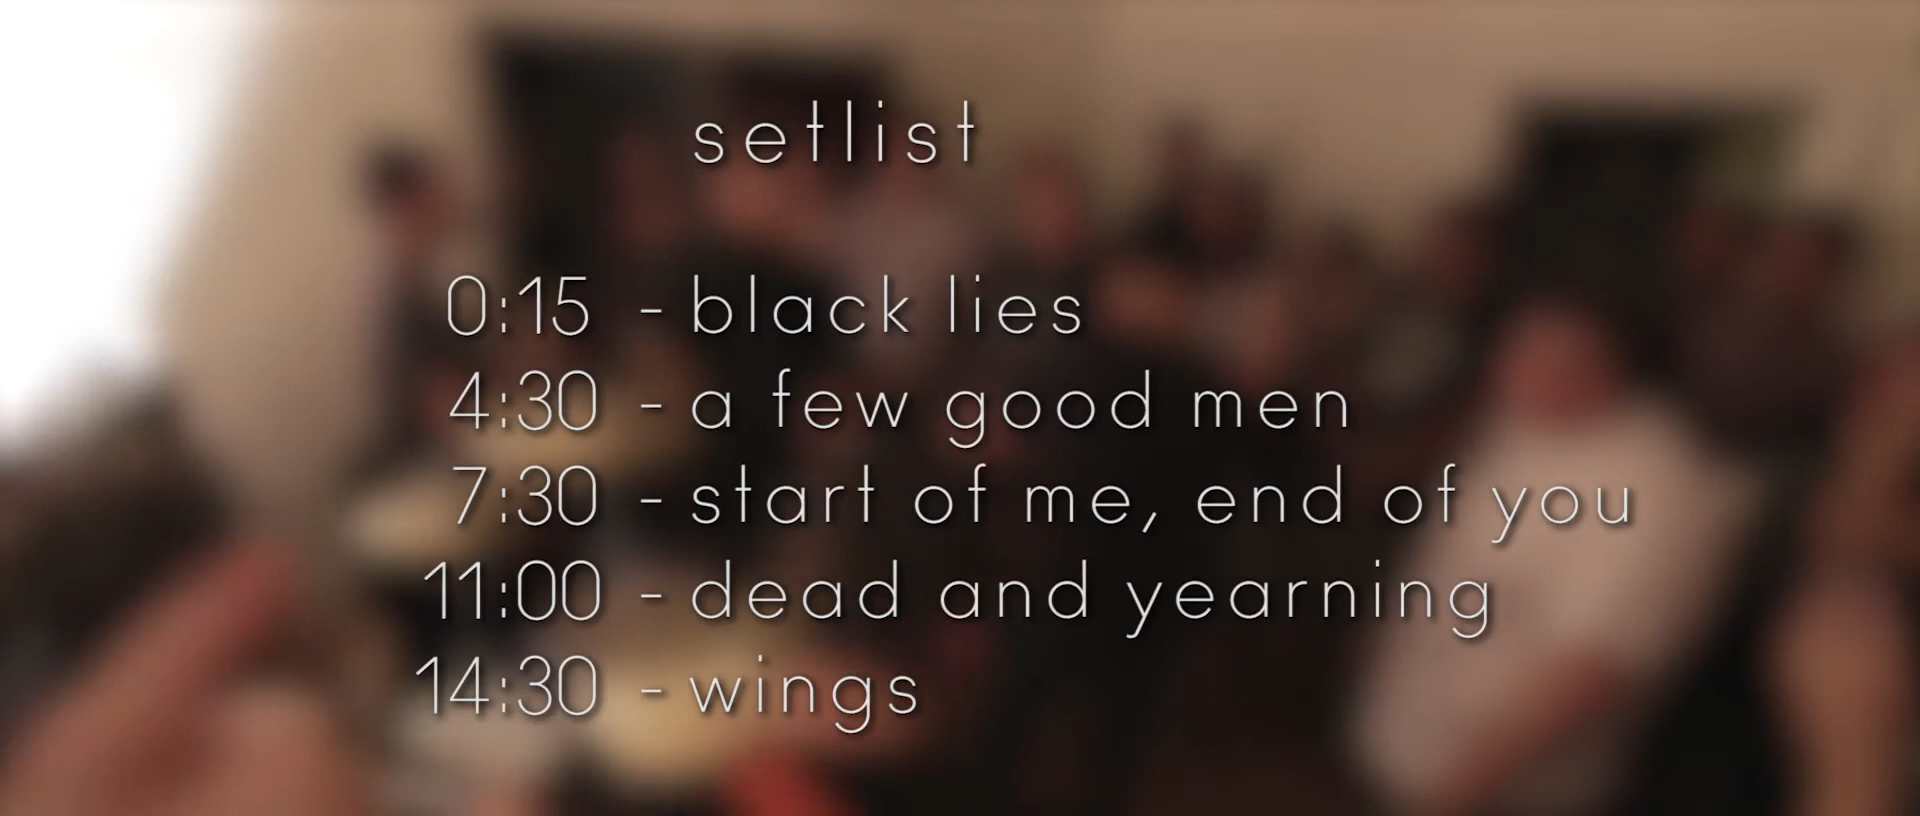 setlist
0:15 - black lies
4:30 - a few good men
7:30 - start of me, end of you
11:00 - dead and yearning
14:30 - wings